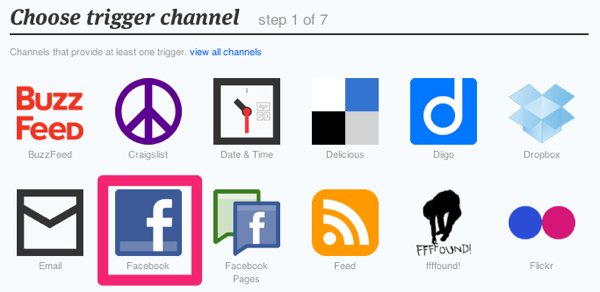 Choose trigger channel step 1 of 7
Channels that provide at least one trigger. view all channels
BuzzFeed
Apr
23
d
BuzzFeed Craigslist Date & Time Delicious Diigo Dropbox
f f
FFFFOUND!
Email Facebook Facebook Pages Feed ffffound! Flickr